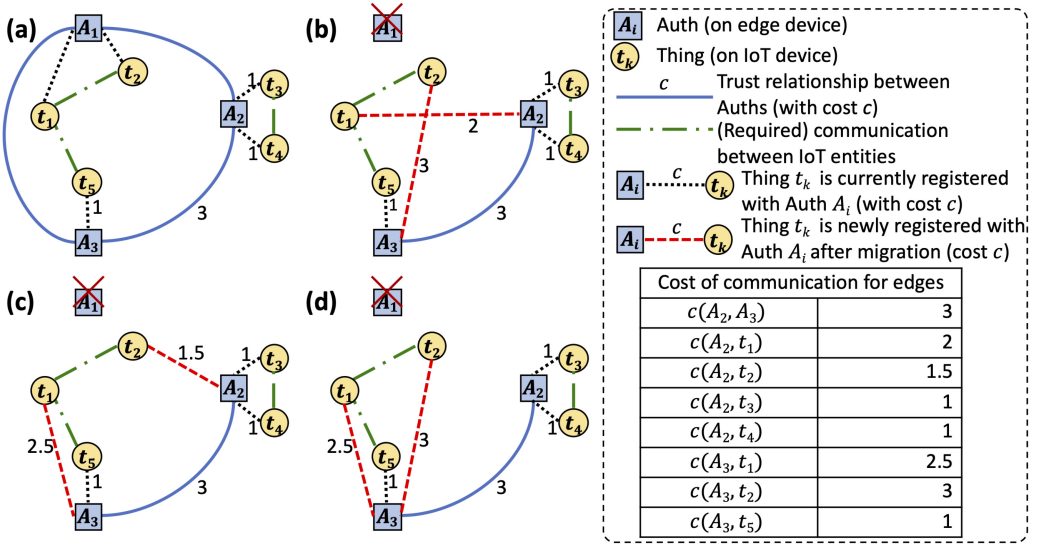 (a)
A₁
t₂
t₁
A₂
1
t₃
1
t₄
t₅
1
3
A₃
(b)
A₁
t₂
t₁
2
A₂
1
t₃
1
t₄
3
t₅
1
3
A₃
(c)
A₁
t₂
1.5
t₁
A₂
1
t₃
1
t₄
2.5
t₅
1
3
A₃
(d)
A₁
t₂
t₁
A₂
1
t₃
1
t₄
2.5
3
t₅
1
3
A₃
Aᵢ Auth (on edge device)
tₖ Thing (on IoT device)
c Trust relationship between
Auths (with cost c)
(Required) communication
between IoT entities
Aᵢ c tₖ Thing tₖ is currently registered
with Auth Aᵢ (with cost c)
Aᵢ c tₖ Thing tₖ is newly registered with
Auth Aᵢ after migration (cost c)
Cost of communication for edges
c(A₂, A₃) 3
c(A₂, t₁) 2
c(A₂, t₂) 1.5
c(A₂, t₃) 1
c(A₂, t₄) 1
c(A₃, t₁) 2.5
c(A₃, t₂) 3
c(A₃, t₅) 1